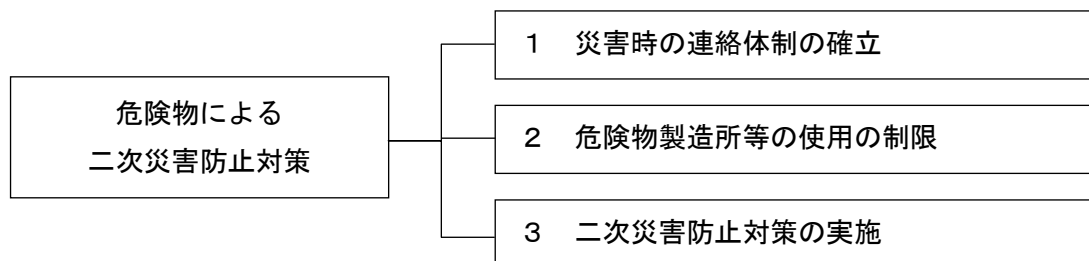 危険物による
二次災害防止対策
１　災害時の連絡体制の確立
２　危険物製造所等の使用の制限
３　二次災害防止対策の実施